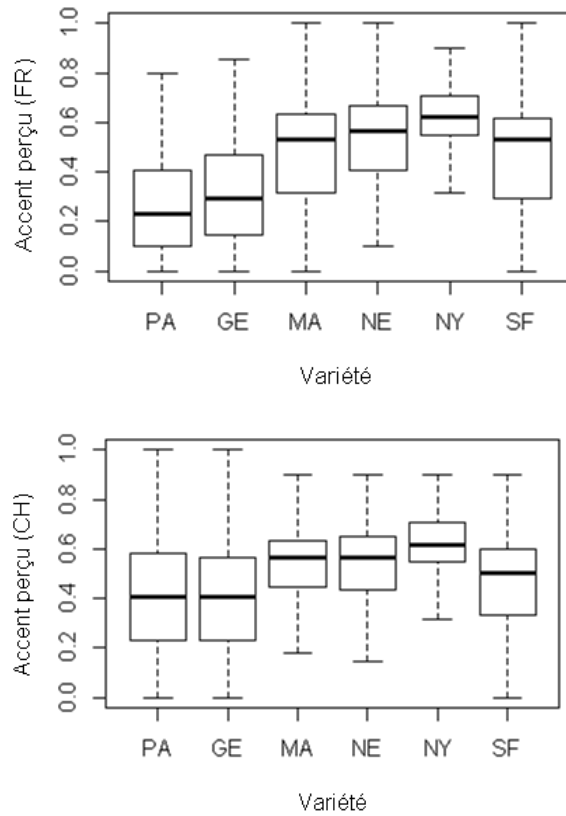 Accent perçu (FR)
1.0
0.8
0.6
0.4
0.2
0.0
PA GE MA NE NY SF
Variété
Accent perçu (CH)
1.0
0.8
0.6
0.4
0.2
0.0
PA GE MA NE NY SF
Variété